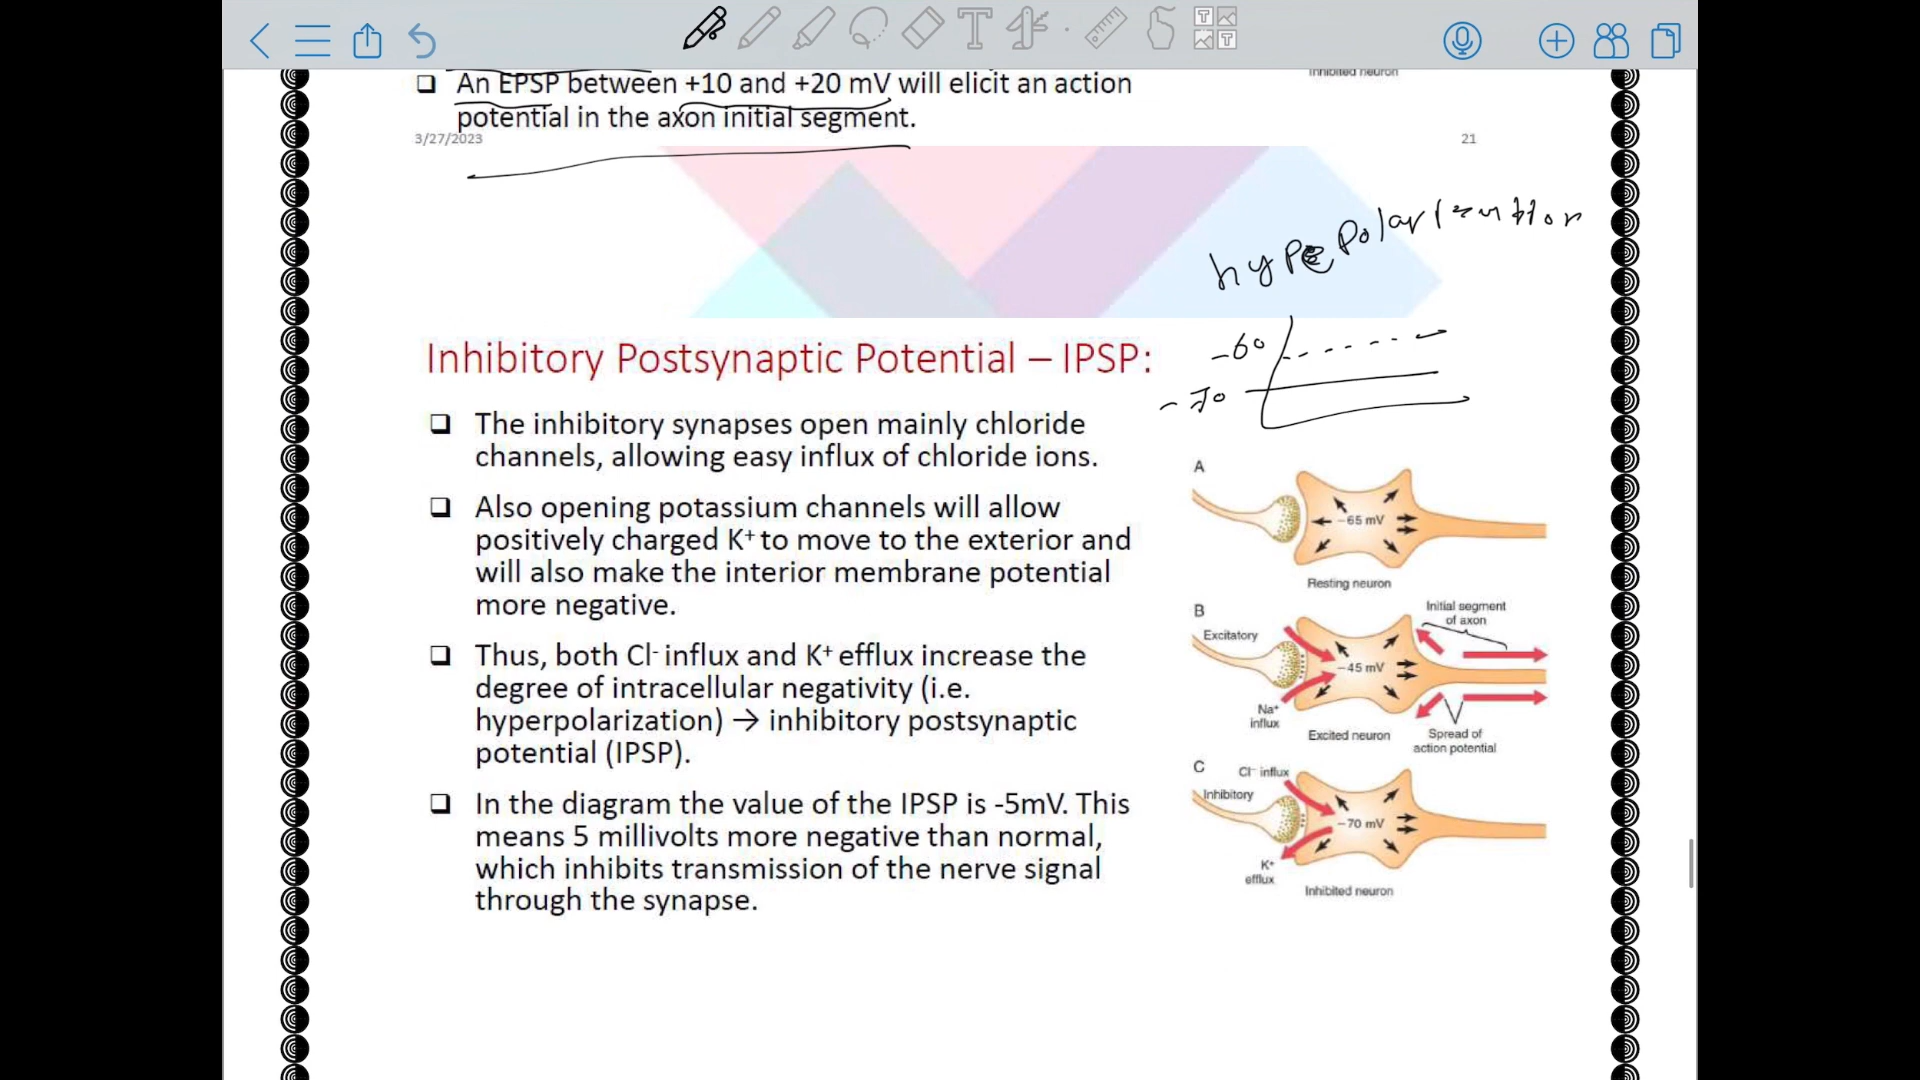 Inhibited neuron
❑ An EPSP between +10 and +20 mV will elicit an action
potential in the axon initial segment.
3/27/2023
21
-60
-70
Inhibitory Postsynaptic Potential – IPSP:
❑ The inhibitory synapses open mainly chloride
channels, allowing easy influx of chloride ions.
❑ Also opening potassium channels will allow
positively charged K+ to move to the exterior and
will also make the interior membrane potential
more negative.
❑ Thus, both Cl- influx and K+ efflux increase the
degree of intracellular negativity (i.e.
hyperpolarization) → inhibitory postsynaptic
potential (IPSP).
❑ In the diagram the value of the IPSP is -5mV. This
means 5 millivolts more negative than normal,
which inhibits transmission of the nerve signal
through the synapse.
A
-65 mV
Resting neuron
B
Initial segment
of axon
Excitatory
-45 mV
Na+
influx
Excited neuron
Spread of
action potential
C
Cl- influx
Inhibitory
-70 mV
K+
efflux
Inhibited neuron